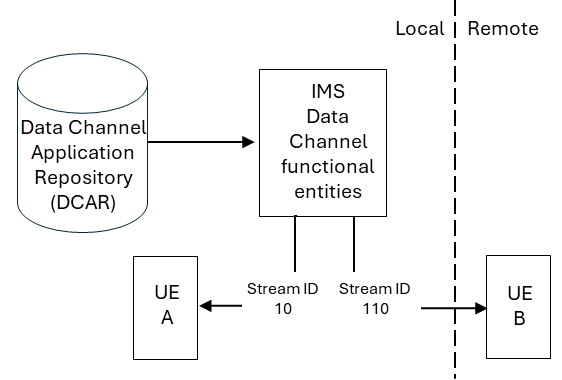 Local
Remote
Data Channel
Application
Repository
(DCAR)
IMS
Data
Channel
functional
entities
UE
A
Stream ID
10
Stream ID
110
UE
B